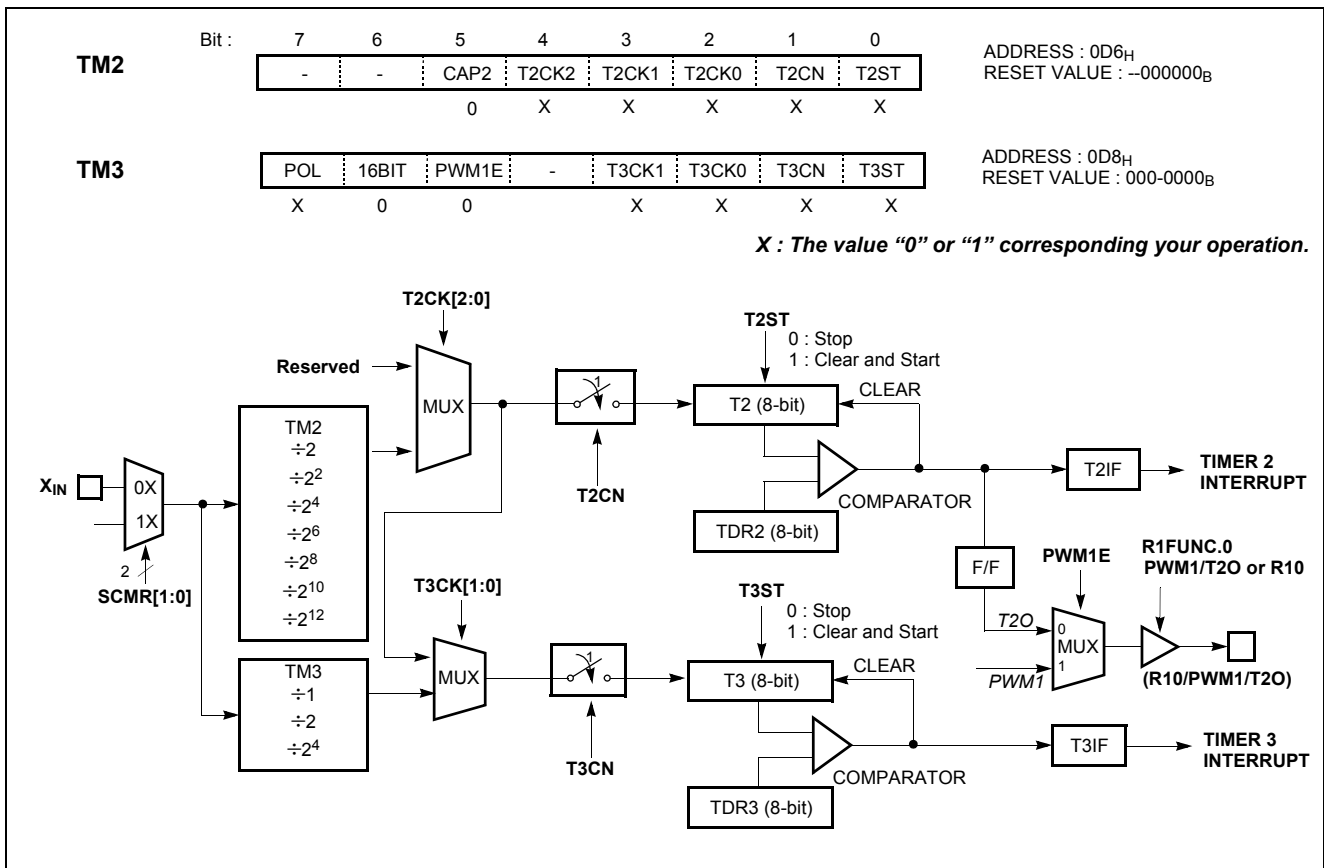 Bit : 7 6 5 4 3 2 1 0
TM2
- - CAP2 T2CK2 T2CK1 T2CK0 T2CN T2ST
0 X X X X X
ADDRESS : 0D6H
RESET VALUE : --000000B
TM3
POL 16BIT PWM1E - T3CK1 T3CK0 T3CN T3ST
X 0 0 X X X X
ADDRESS : 0D8H
RESET VALUE : 000-0000B
X : The value “0” or “1” corresponding your operation.
T2CK[2:0]
Reserved
MUX
1
T2CN
T2ST
0 : Stop
1 : Clear and Start
T2 (8-bit)
CLEAR
COMPARATOR
TDR2 (8-bit)
T2IF
TIMER 2
INTERRUPT
XIN
0X
1X
2
SCMR[1:0]
TM2
÷2
÷2²
÷2⁴
÷2⁶
÷2⁸
÷2¹⁰
÷2¹²
F/F
PWM1E
R1FUNC.0
PWM1/T2O or R10
T2O
0
MUX
1
PWM1
(R10/PWM1/T2O)
T3CK[1:0]
MUX
1
T3CN
T3ST
0 : Stop
1 : Clear and Start
T3 (8-bit)
CLEAR
COMPARATOR
TDR3 (8-bit)
T3IF
TIMER 3
INTERRUPT
TM3
÷1
÷2
÷2⁴